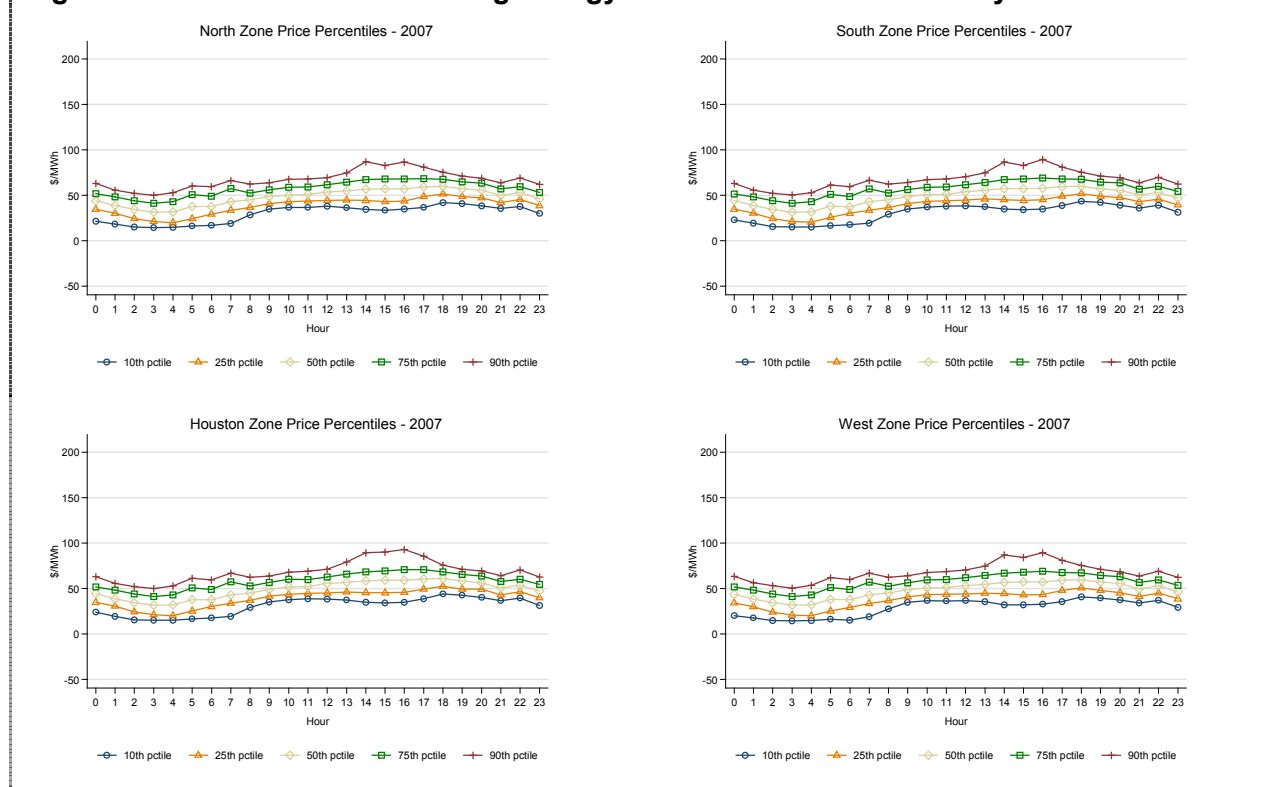 North Zone Price Percentiles - 2007
200
150
100
50
0
-50
$/MWh
0 1 2 3 4 5 6 7 8 9 10 11 12 13 14 15 16 17 18 19 20 21 22 23
Hour
10th pctile 25th pctile 50th pctile 75th pctile 90th pctile
South Zone Price Percentiles - 2007
200
150
100
50
0
-50
$/MWh
0 1 2 3 4 5 6 7 8 9 10 11 12 13 14 15 16 17 18 19 20 21 22 23
Hour
10th pctile 25th pctile 50th pctile 75th pctile 90th pctile
Houston Zone Price Percentiles - 2007
200
150
100
50
0
-50
$/MWh
0 1 2 3 4 5 6 7 8 9 10 11 12 13 14 15 16 17 18 19 20 21 22 23
Hour
10th pctile 25th pctile 50th pctile 75th pctile 90th pctile
West Zone Price Percentiles - 2007
200
150
100
50
0
-50
$/MWh
0 1 2 3 4 5 6 7 8 9 10 11 12 13 14 15 16 17 18 19 20 21 22 23
Hour
10th pctile 25th pctile 50th pctile 75th pctile 90th pctile